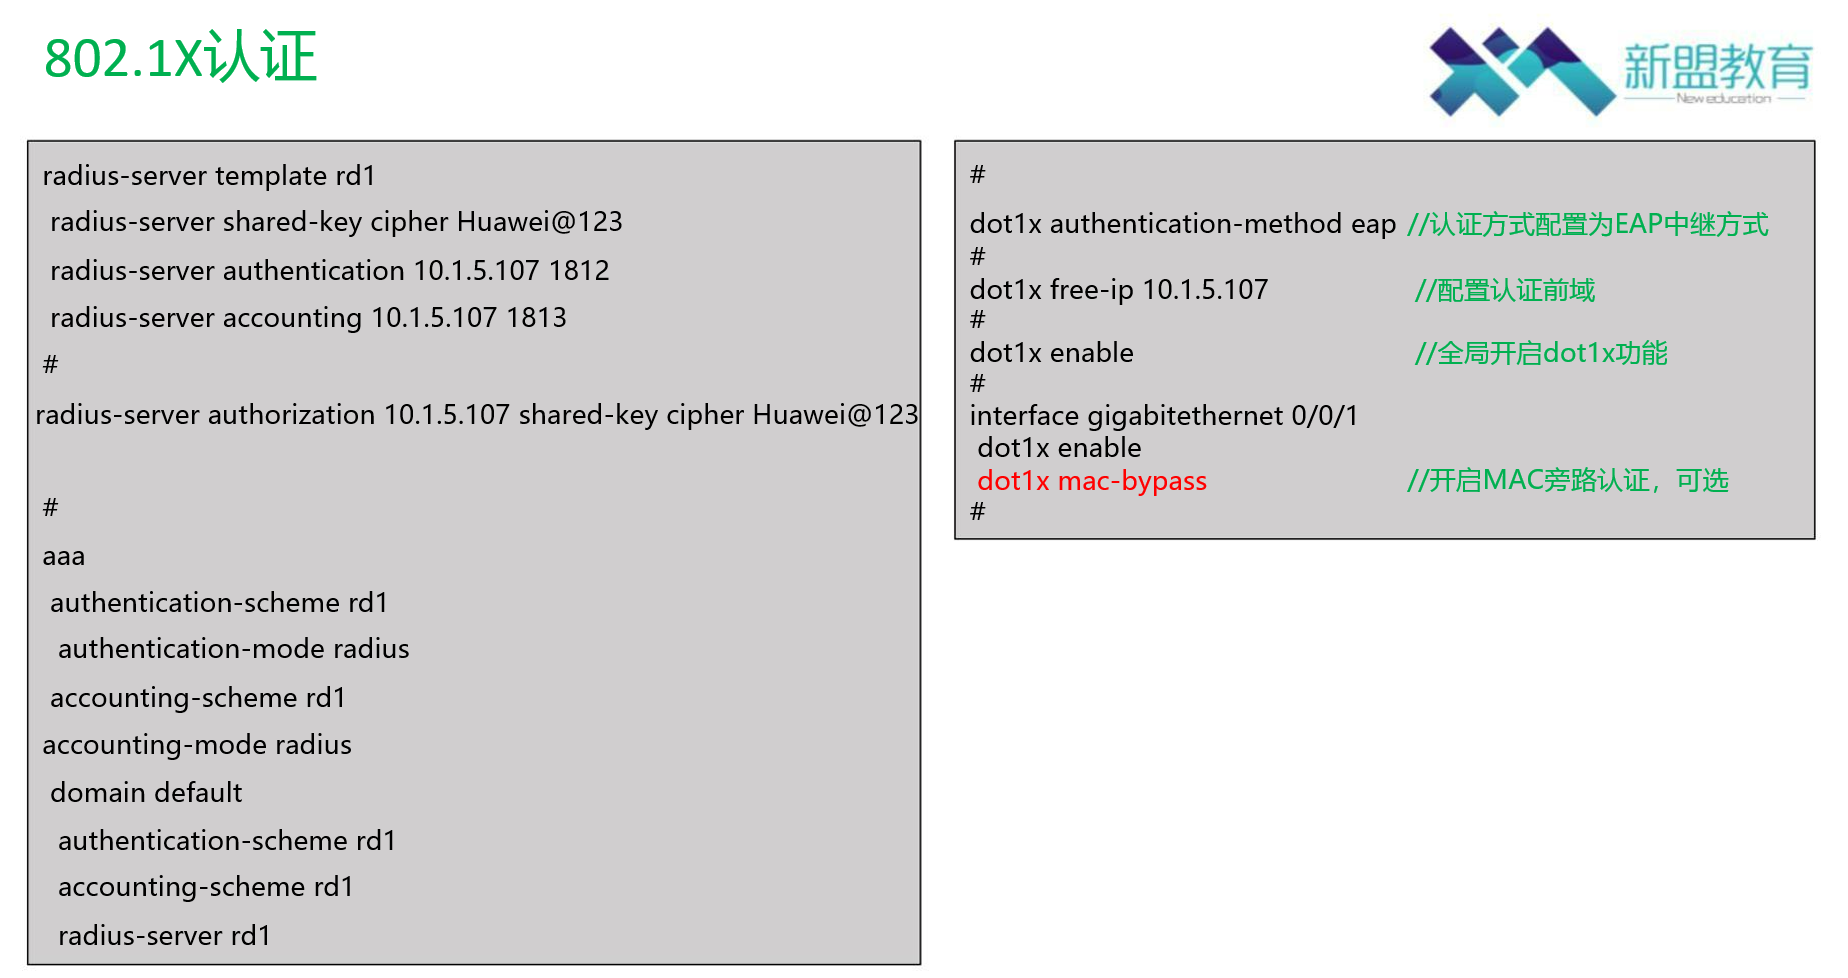 802.1X认证
新盟教育
New education
radius-server template rd1
radius-server shared-key cipher Huawei@123
radius-server authentication 10.1.5.107 1812
radius-server accounting 10.1.5.107 1813
#
radius-server authorization 10.1.5.107 shared-key cipher Huawei@123
#
aaa
authentication-scheme rd1
authentication-mode radius
accounting-scheme rd1
accounting-mode radius
domain default
authentication-scheme rd1
accounting-scheme rd1
radius-server rd1
#
dot1x authentication-method eap //认证方式配置为EAP中继方式
#
dot1x free-ip 10.1.5.107 //配置认证前域
#
dot1x enable //全局开启dot1x功能
#
interface gigabitethernet 0/0/1
dot1x enable
dot1x mac-bypass //开启MAC旁路认证，可选
#